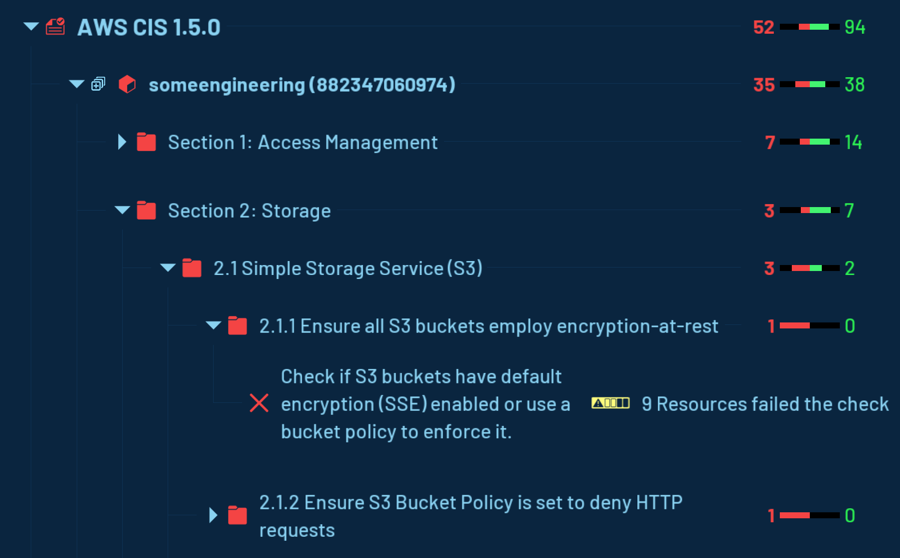 AWS CIS 1.5.0 52 94
someengineering (882347060974) 35 38
Section 1: Access Management 7 14
Section 2: Storage 3 7
2.1 Simple Storage Service (S3) 3 2
2.1.1 Ensure all S3 buckets employ encryption-at-rest 1 0
Check if S3 buckets have default
encryption (SSE) enabled or use a 9 Resources failed the check
bucket policy to enforce it.
2.1.2 Ensure S3 Bucket Policy is set to deny HTTP
requests 1 0